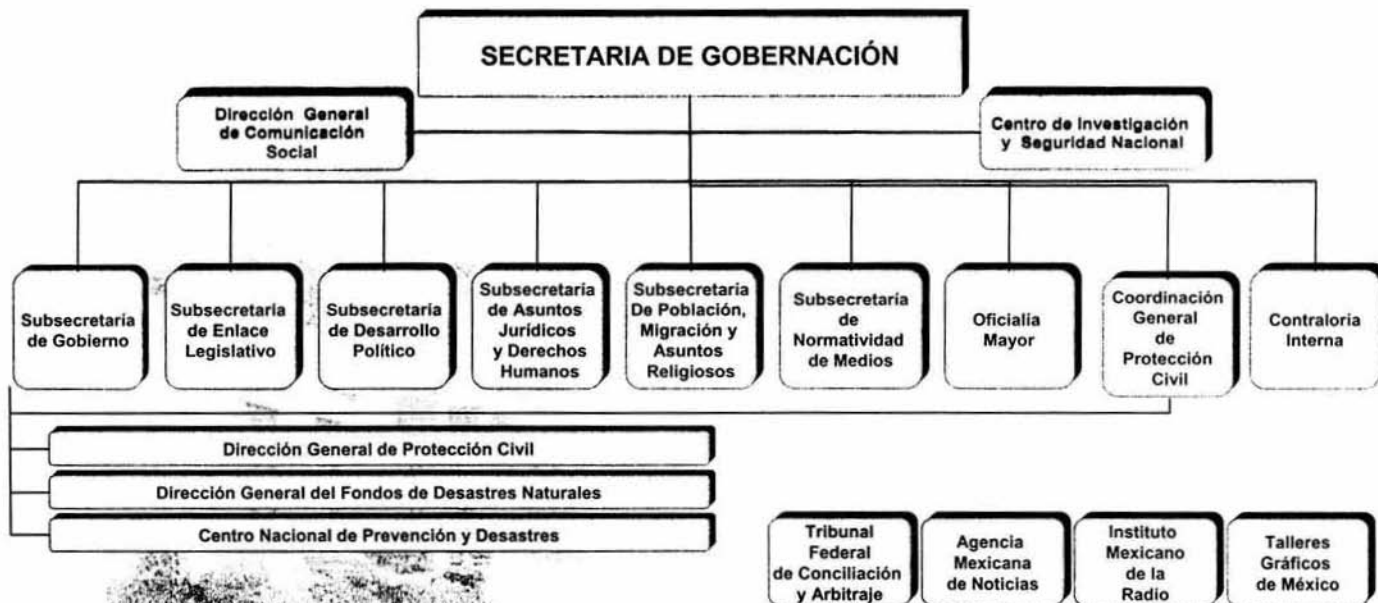 SECRETARIA DE GOBERNACIÓN
Dirección General
de Comunicación
Social
Centro de Investigación
y Seguridad Nacional
Subsecretaría
de Gobierno
Subsecretaría
de Enlace
Legislativo
Subsecretaría
de Desarrollo
Político
Subsecretaría
de Asuntos
Jurídicos
y Derechos
Humanos
Subsecretaría
De Población,
Migración y
Asuntos
Religiosos
Subsecretaría
de
Normatividad
de Medios
Oficialía
Mayor
Coordinación
General
de
Protección
Civil
Contraloría
Interna
Dirección General de Protección Civil
Dirección General del Fondos de Desastres Naturales
Centro Nacional de Prevención y Desastres
Tribunal
Federal
de Conciliación
y Arbitraje
Agencia
Mexicana
de Noticias
Instituto
Mexicano
de la
Radio
Talleres
Gráficos
de México